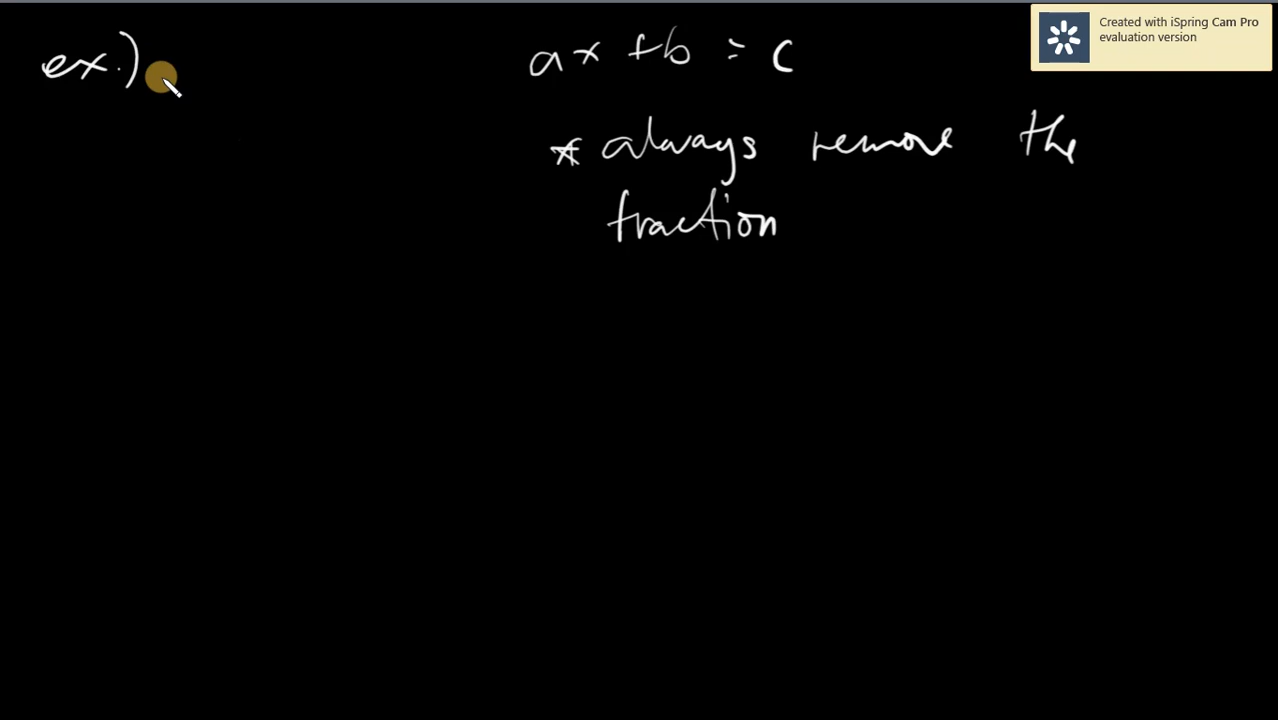 ex.)
ax + b = c
* always remove the
fraction
Created with iSpring Cam Pro
evaluation version